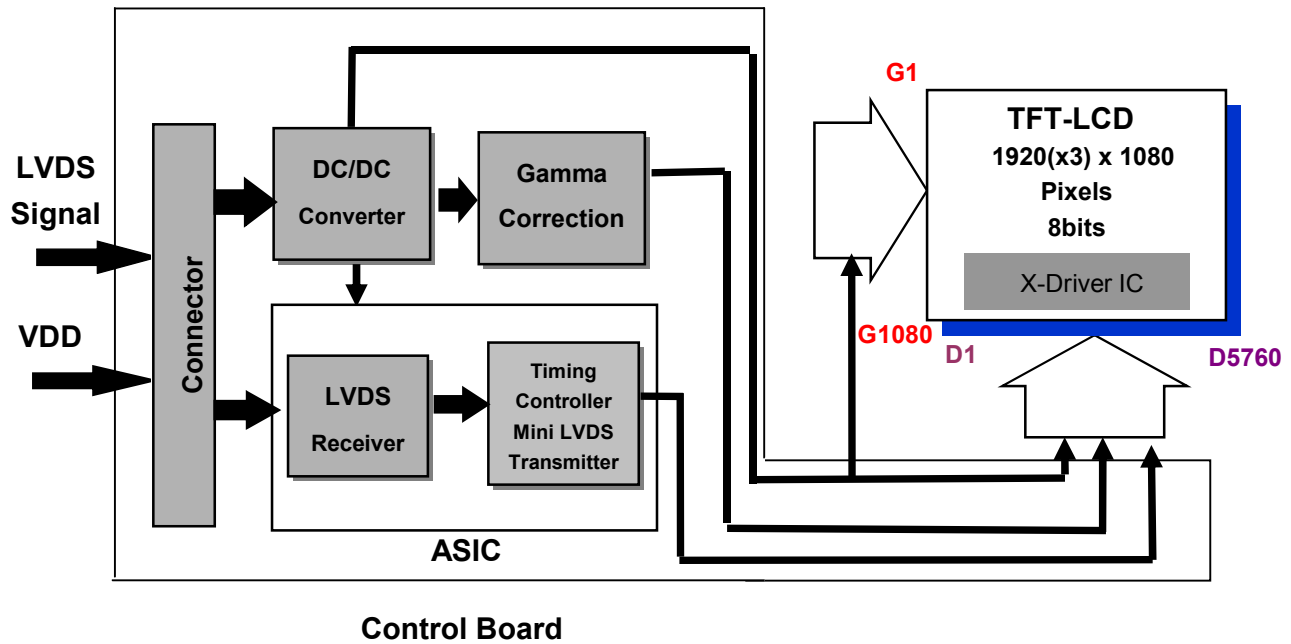 G1
TFT-LCD
1920(x3) x 1080
Pixels
8bits
X-Driver IC
LVDS
Signal
VDD
Connector
DC/DC
Converter
Gamma
Correction
LVDS
Receiver
Timing
Controller
Mini LVDS
Transmitter
ASIC
G1080
D1
D5760
Control Board